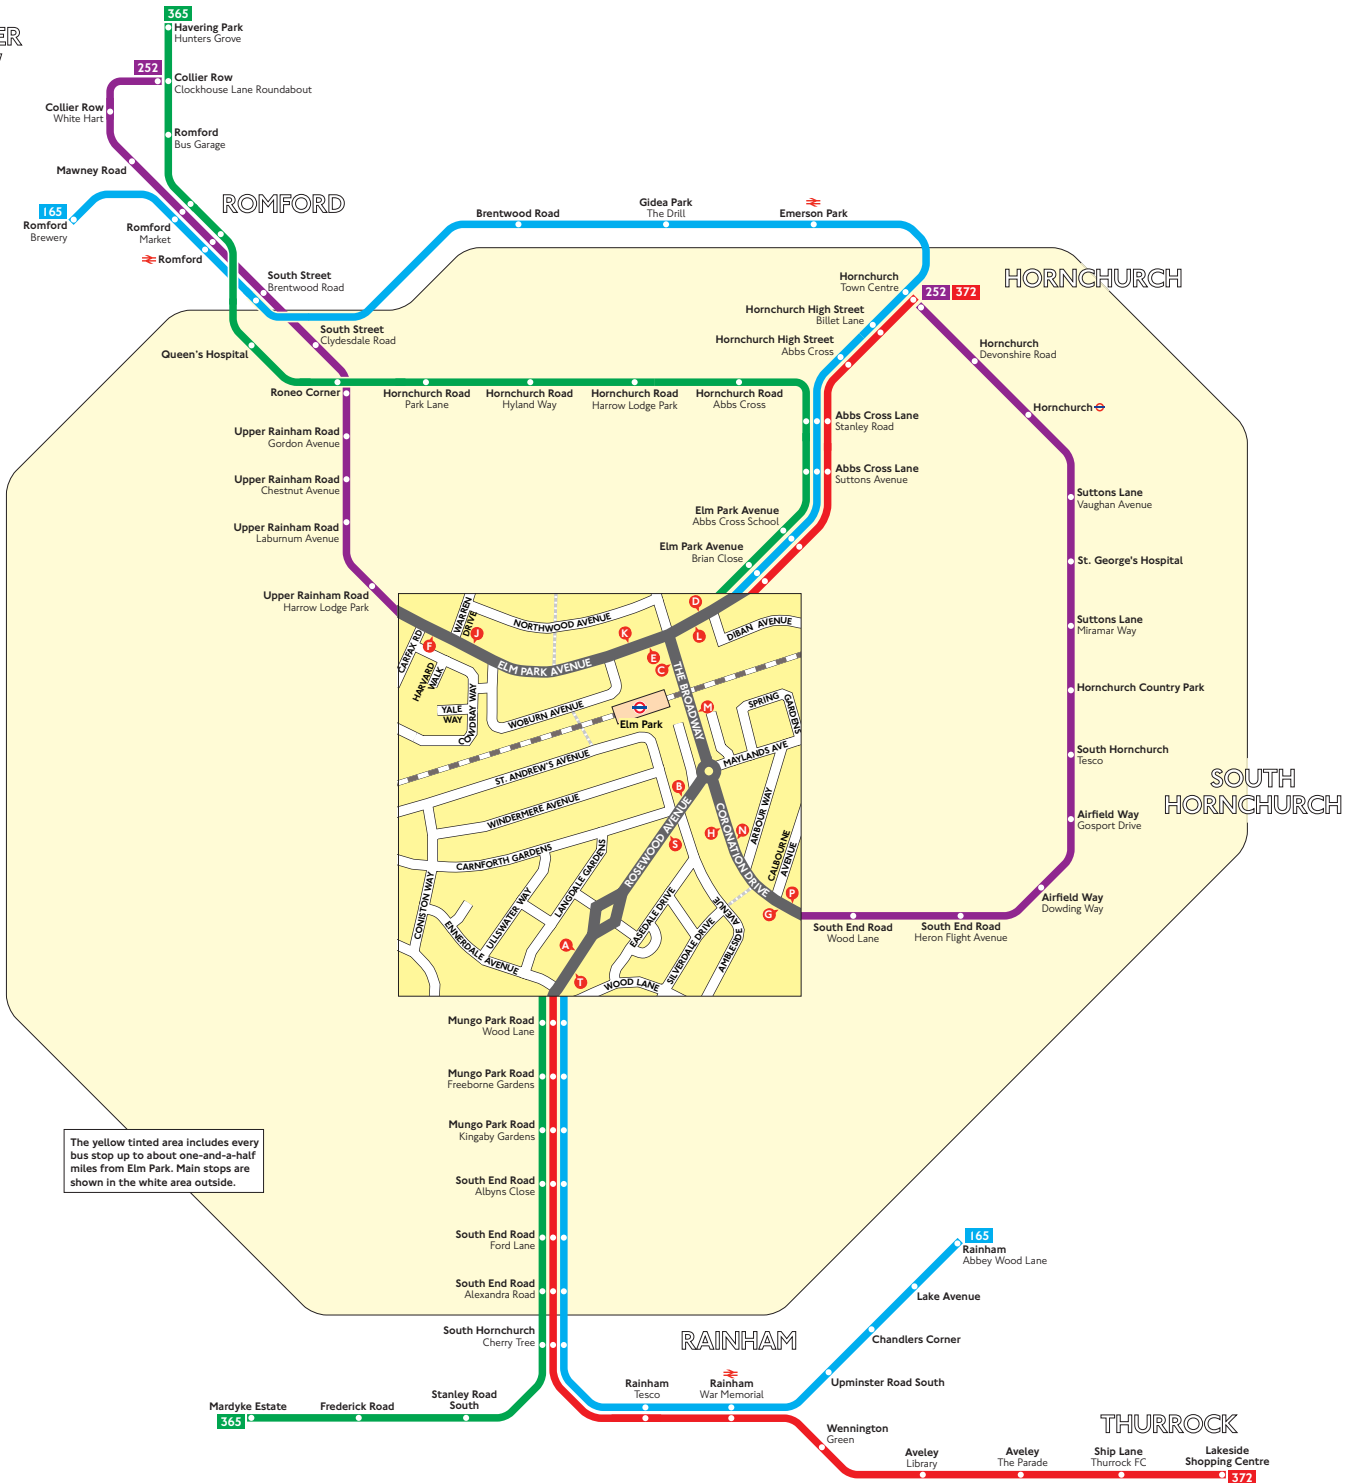 365
Havering Park
Hunters Grove
ER
252
Collier Row
Clockhouse Lane Roundabout
Collier Row
White Hart
Romford
Bus Garage
Mawney Road
ROMFORD
165
Romford
Brewery
Romford
Market
Romford
Brentwood Road
Gidea Park
The Drill
Emerson Park
South Street
Brentwood Road
Hornchurch
Town Centre
HORNCHURCH
252
372
Hornchurch High Street
Billet Lane
South Street
Clydesdale Road
Hornchurch High Street
Abbs Cross
Queen's Hospital
Hornchurch
Devonshire Road
Roneo Corner
Hornchurch Road
Park Lane
Hornchurch Road
Hyland Way
Hornchurch Road
Harrow Lodge Park
Hornchurch Road
Abbs Cross
Hornchurch
Abbs Cross Lane
Stanley Road
Upper Rainham Road
Gordon Avenue
Abbs Cross Lane
Suttons Avenue
Upper Rainham Road
Chestnut Avenue
Suttons Lane
Vaughan Avenue
Elm Park Avenue
Abbs Cross School
Upper Rainham Road
Laburnum Avenue
Elm Park Avenue
Brian Close
St. George's Hospital
Upper Rainham Road
Harrow Lodge Park
Suttons Lane
Miramar Way
WARREN
DRIVE
NORTHWOOD AVENUE
D
DIBAN AVENUE
CARFAX RD
F
J
K
L
E
C
ELM PARK AVENUE
THE BROADWAY
HARVARD
WALK
YALE
WAY
COWDRAY WAY
WOBURN AVENUE
Elm Park
M
SPRING
GARDENS
Hornchurch Country Park
South Hornchurch
Tesco
ST. ANDREW'S AVENUE
MAYLANDS AVE
SOUTH
HORNCHURCH
WINDERMERE AVENUE
B
ROSEWOOD AVENUE
CORONATION DRIVE
ARBOUR WAY
Airfield Way
Gosport Drive
H
N
S
CARNFORTH GARDENS
CALBOURNE
AVENUE
CONISTON WAY
ULLSWATER WAY
LANGDALE GARDENS
EASEDALE DRIVE
SILVERDALE DRIVE
AMBLESIDE
AVENUE
ENNERDALE AVENUE
P
G
Airfield Way
Dowding Way
South End Road
Wood Lane
South End Road
Heron Flight Avenue
A
T
WOOD LANE
Mungo Park Road
Wood Lane
Mungo Park Road
Freeborne Gardens
Mungo Park Road
Kingaby Gardens
The yellow tinted area includes every
bus stop up to about one-and-a-half
miles from Elm Park. Main stops are
shown in the white area outside.
South End Road
Albyns Close
South End Road
Ford Lane
165
Rainham
Abbey Wood Lane
South End Road
Alexandra Road
Lake Avenue
South Hornchurch
Cherry Tree
RAINHAM
Chandlers Corner
Rainham
Tesco
Rainham
War Memorial
Upminster Road South
Mardyke Estate
365
Frederick Road
Stanley Road
South
THURROCK
Wennington
Green
Aveley
Library
Aveley
The Parade
Ship Lane
Thurrock FC
Lakeside
Shopping Centre
372